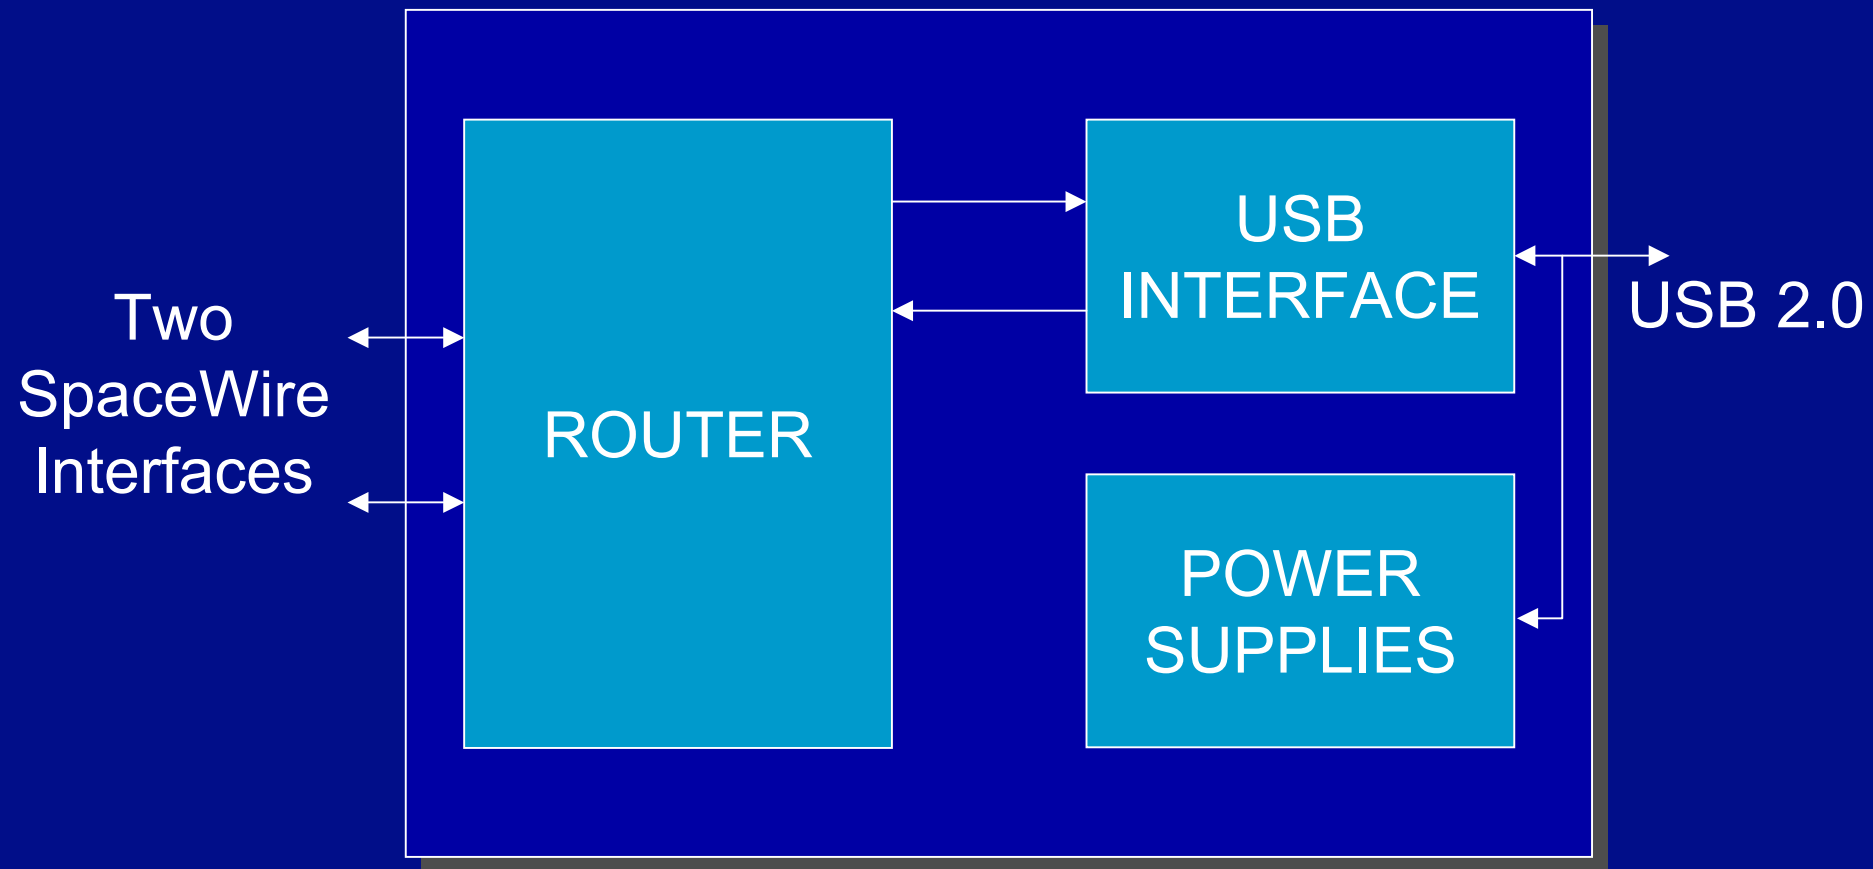 Two
SpaceWire
Interfaces
ROUTER
USB
INTERFACE
USB 2.0
POWER
SUPPLIES